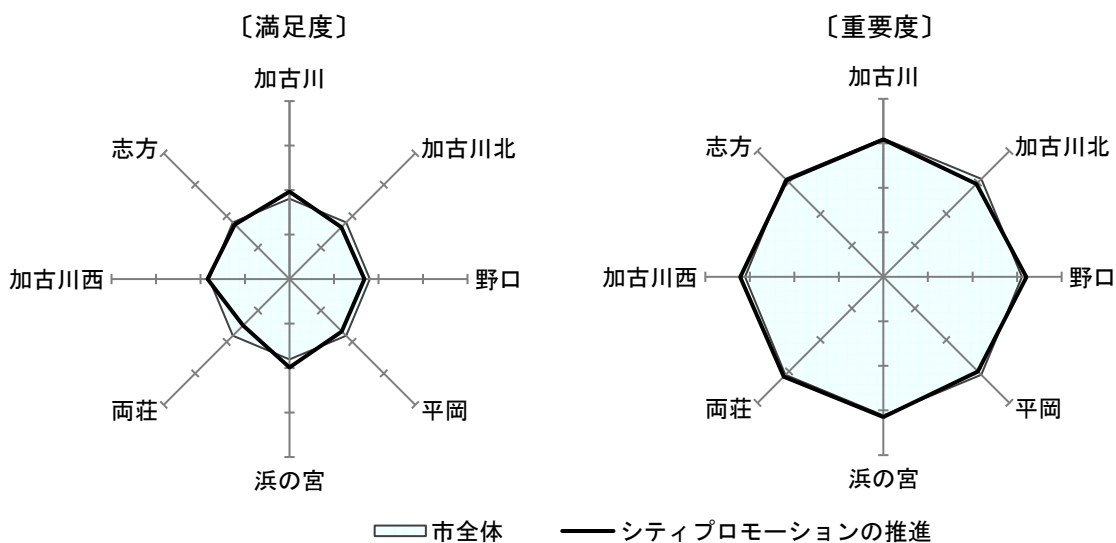 〔満足度〕
加古川
加古川北
野口
平岡
浜の宮
両荘
加古川西
志方
〔重要度〕
加古川
加古川北
野口
平岡
浜の宮
両荘
加古川西
志方
市全体
シティプロモーションの推進